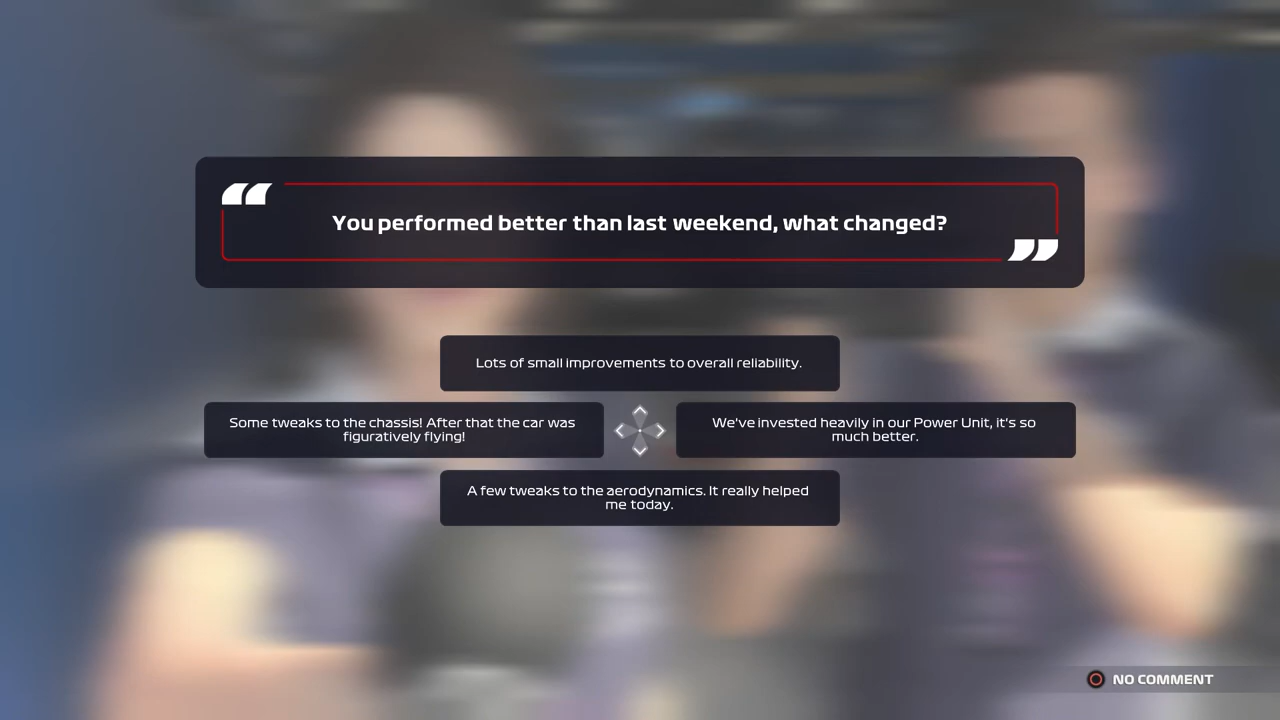 You performed better than last weekend, what changed?
Lots of small improvements to overall reliability.
Some tweaks to the chassis! After that the car was
figuratively flying!
We've invested heavily in our Power Unit, it's so
much better.
A few tweaks to the aerodynamics. It really helped
me today.
NO COMMENT